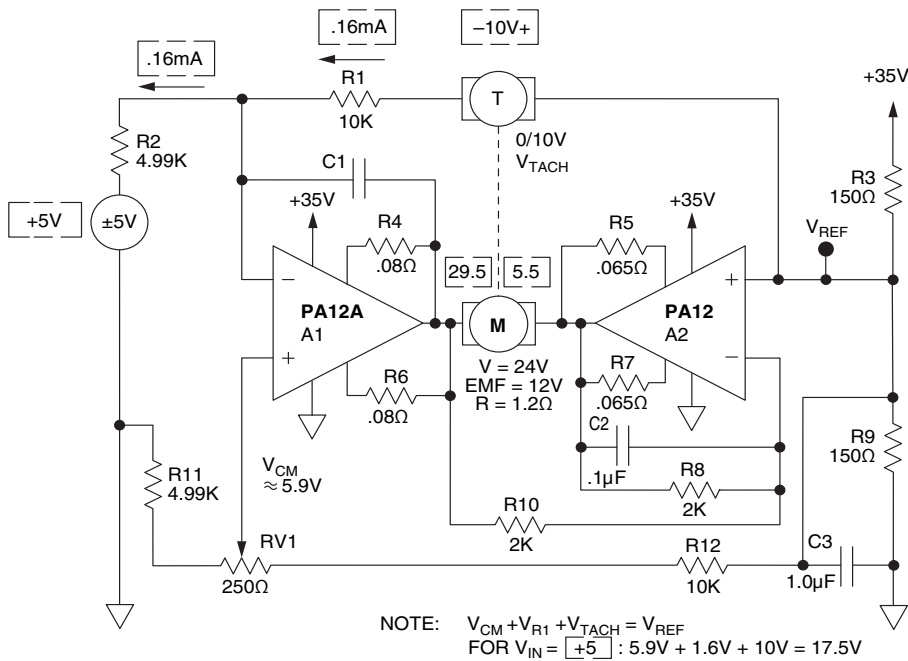 .16mA
.16mA
–10V+
R1
10K
T
+35V
R2
4.99K
0/10V
VTACH
C1
R3
150Ω
+5V
±5V
+35V
R4
.08Ω
R5
.065Ω
+35V
VREF
29.5
5.5
–
PA12A
A1
+
M
+
PA12
A2
–
V = 24V
EMF = 12V
R = 1.2Ω
R6
.08Ω
R7
.065Ω
C2
.1µF
R9
150Ω
R11
4.99K
VCM
≈ 5.9V
R8
2K
R10
2K
RV1
250Ω
R12
10K
C3
1.0µF
NOTE: VCM +VR1 +VTACH = VREF
FOR VIN = +5 : 5.9V + 1.6V + 10V = 17.5V